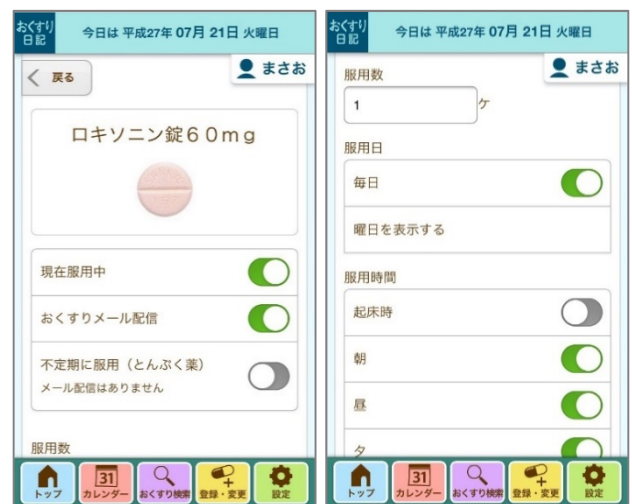 おくすり
日記
今日は 平成27年 07月 21日 火曜日
戻る
まさお
ロキソニン錠60mg
現在服用中
おくすりメール配信
不定期に服用（とんぷく薬）
メール配信はありません
服用数
トップ
31
カレンダー
おくすり検索
登録・変更
設定
おくすり
日記
今日は 平成27年 07月 21日 火曜日
まさお
服用数
1 ケ
服用日
毎日
曜日を表示する
服用時間
起床時
朝
昼
夕
トップ
31
カレンダー
おくすり検索
登録・変更
設定